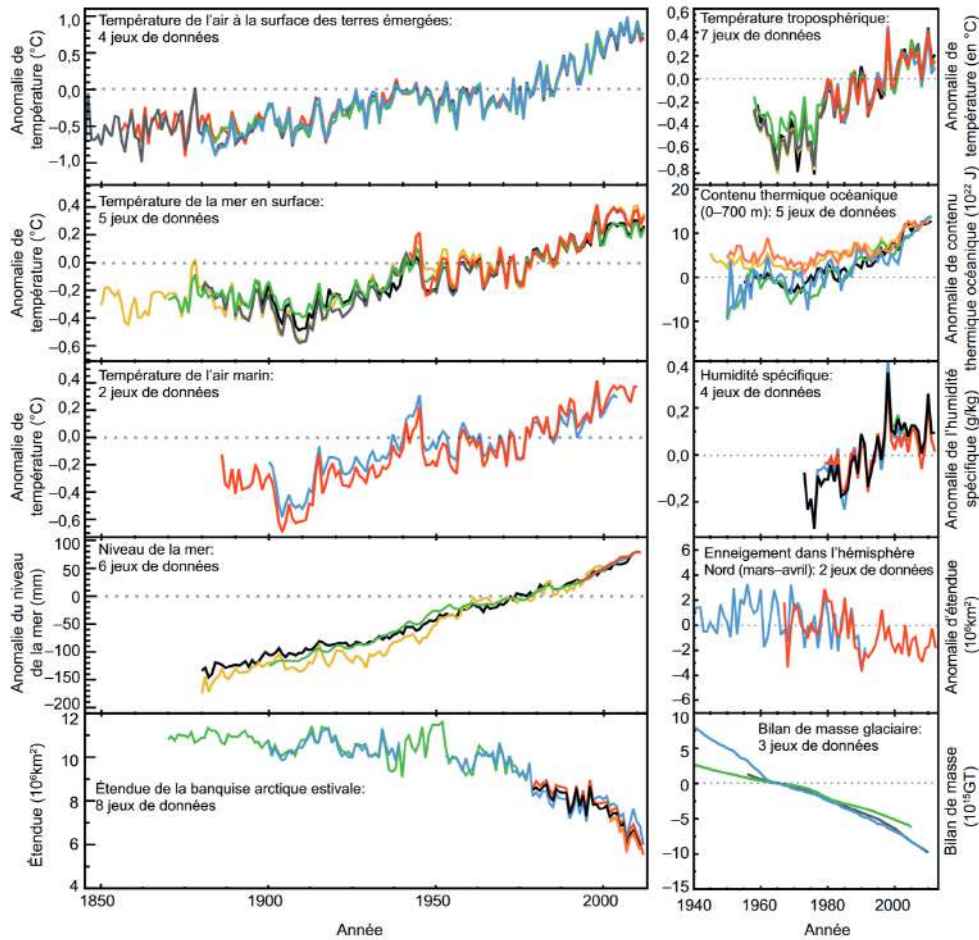 Température de l'air à la surface des terres émergées:
4 jeux de données
Anomalie de
température (°C)
1,0
0,5
0,0
–0,5
–1,0
Température de la mer en surface:
5 jeux de données
Anomalie de
température (°C)
0,4
0,2
0,0
–0,2
–0,4
–0,6
Température de l'air marin:
2 jeux de données
Anomalie de
température (°C)
0,4
0,2
0,0
–0,2
–0,4
–0,6
Niveau de la mer:
6 jeux de données
Anomalie du niveau
de la mer (mm)
100
50
0
–50
–100
–150
–200
Étendue de la banquise arctique estivale:
8 jeux de données
Étendue (10⁶km²)
12
10
8
6
4
1850
1900
1950
2000
Année
Température troposphérique:
7 jeux de données
Anomalie de
température (en °C)
0,6
0,4
0,2
0,0
–0,2
–0,4
–0,6
–0,8
Contenu thermique océanique
(0–700 m): 5 jeux de données
Anomalie de contenu
thermique océanique (10²² J)
20
10
0
–10
Humidité spécifique:
4 jeux de données
Anomalie de l'humidité
spécifique (g/kg)
0,4
0,2
0,0
–0,2
Enneigement dans l'hémisphère
Nord (mars–avril): 2 jeux de données
Anomalie d'étendue
(10⁶km²)
6
4
2
0
–2
–4
–6
Bilan de masse glaciaire:
3 jeux de données
Bilan de masse
(10¹⁵GT)
10
5
0
–5
–10
–15
1940
1960
1980
2000
Année